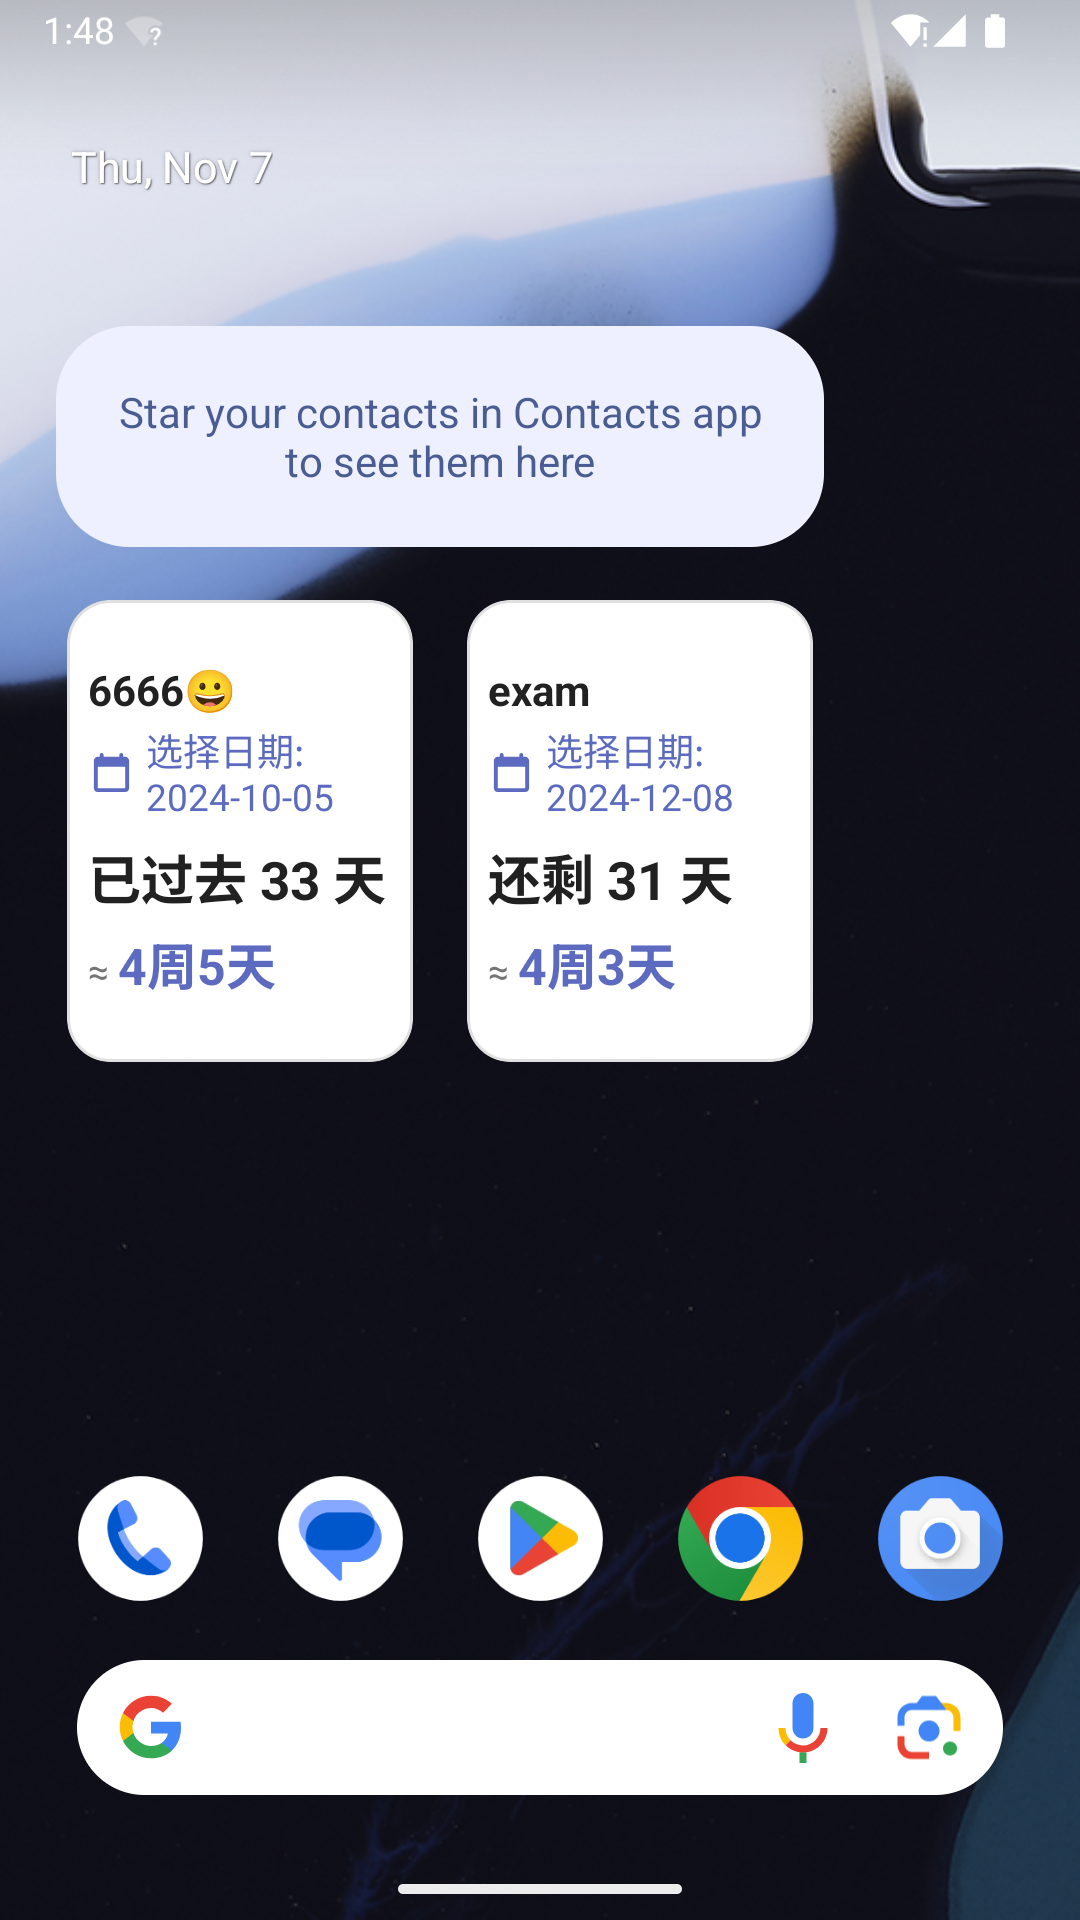 1:48
Thu, Nov 7
Star your contacts in Contacts app
to see them here
6666😀
选择日期:
2024-10-05
已过去 33 天
≈ 4周5天
exam
选择日期:
2024-12-08
还剩 31 天
≈ 4周3天